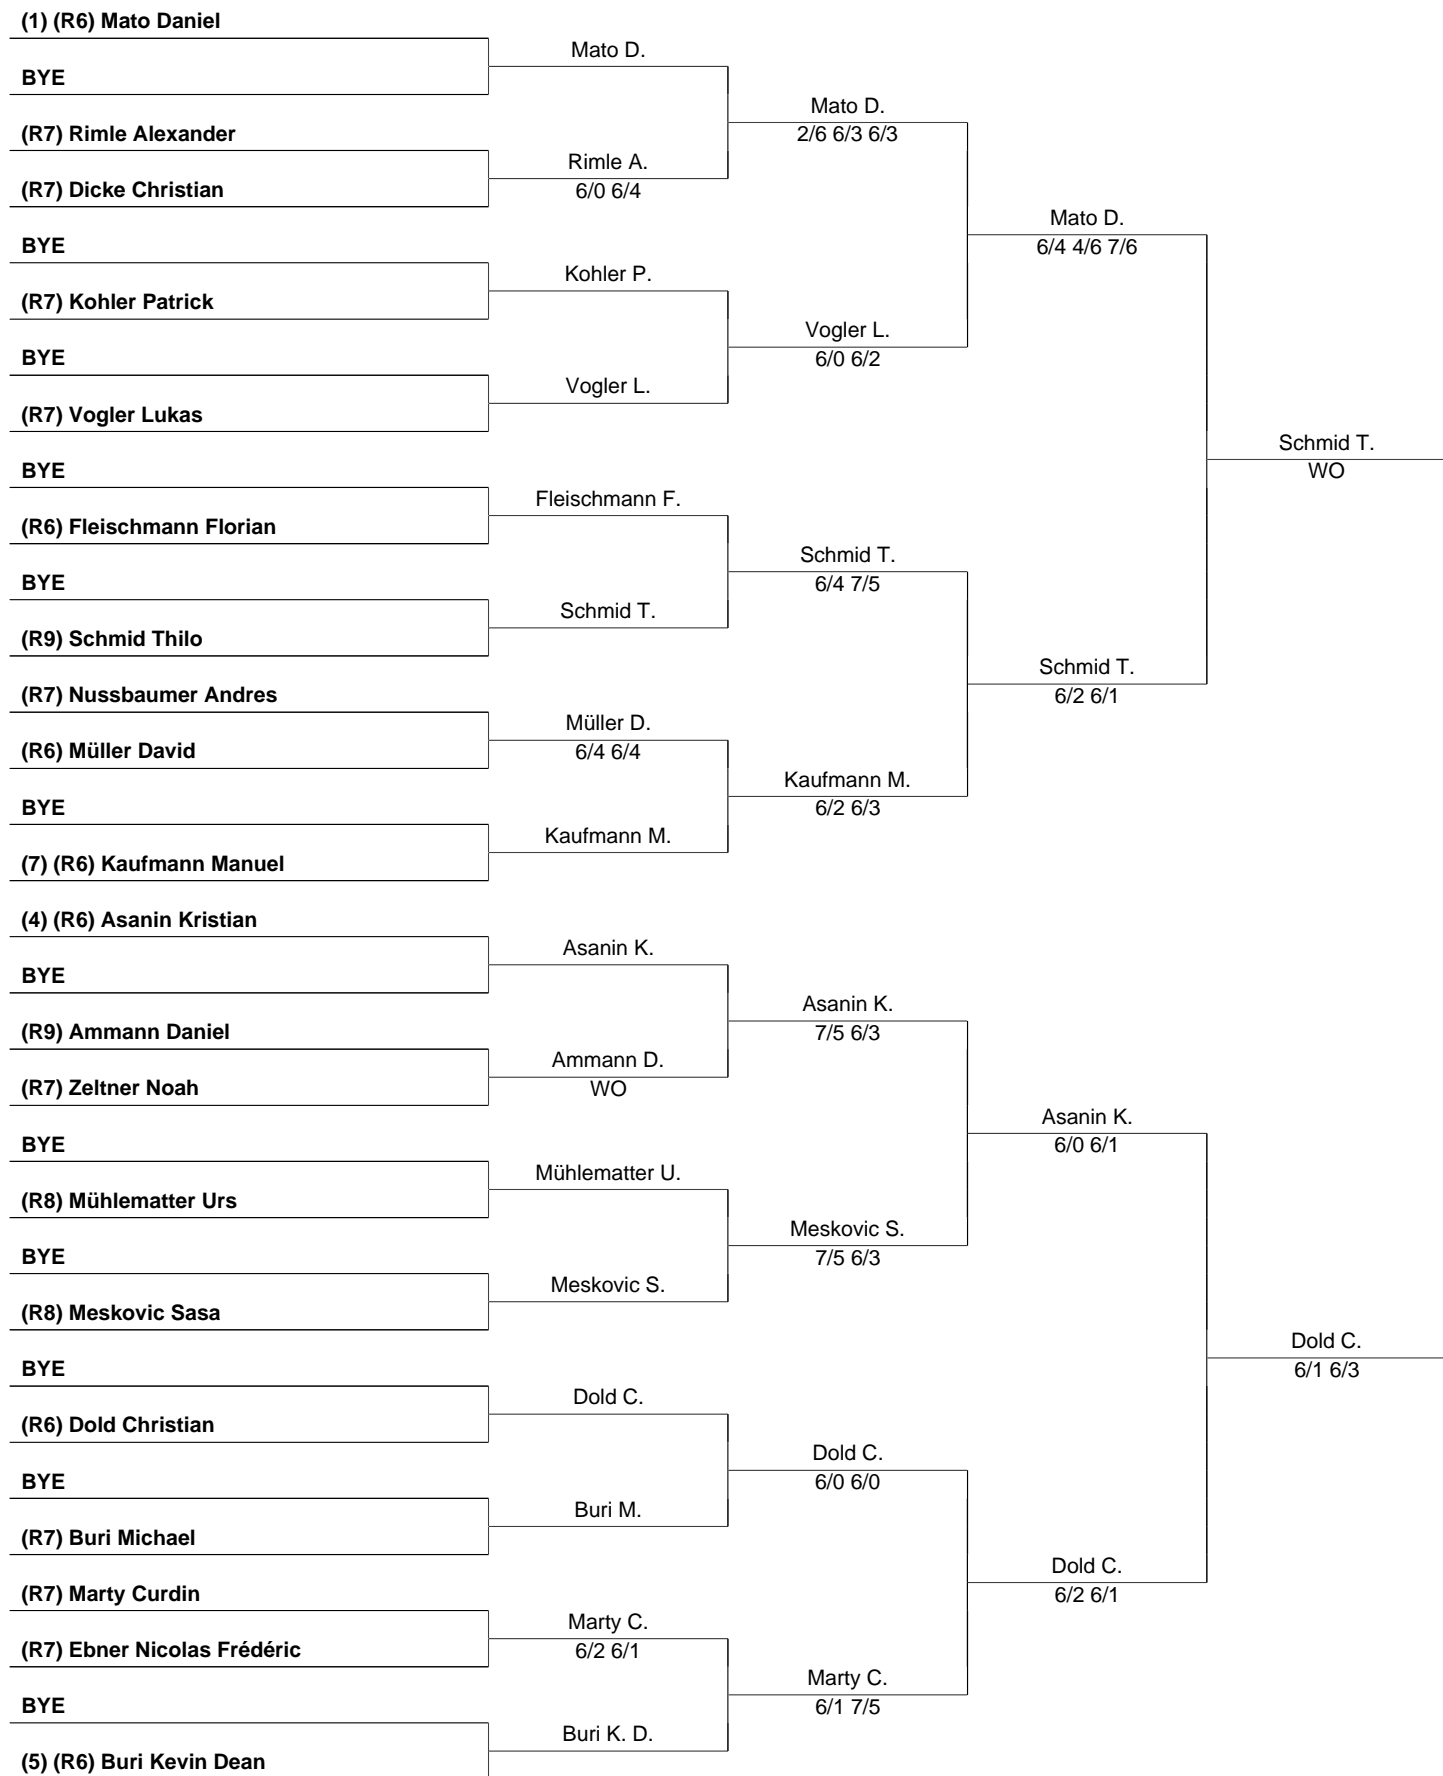 (1) (R6) Mato Daniel
Mato D.
BYE
Mato D.
2/6 6/3 6/3
(R7) Rimle Alexander
Rimle A.
6/0 6/4
(R7) Dicke Christian
Mato D.
6/4 4/6 7/6
BYE
Kohler P.
(R7) Kohler Patrick
Vogler L.
6/0 6/2
BYE
Vogler L.
(R7) Vogler Lukas
Schmid T.
WO
BYE
Fleischmann F.
(R6) Fleischmann Florian
Schmid T.
6/4 7/5
BYE
Schmid T.
(R9) Schmid Thilo
Schmid T.
6/2 6/1
(R7) Nussbaumer Andres
Müller D.
6/4 6/4
(R6) Müller David
Kaufmann M.
6/2 6/3
BYE
Kaufmann M.
(7) (R6) Kaufmann Manuel
(4) (R6) Asanin Kristian
Asanin K.
BYE
Asanin K.
7/5 6/3
(R9) Ammann Daniel
Ammann D.
WO
(R7) Zeltner Noah
Asanin K.
6/0 6/1
BYE
Mühlematter U.
(R8) Mühlematter Urs
Meskovic S.
7/5 6/3
BYE
Meskovic S.
(R8) Meskovic Sasa
Dold C.
6/1 6/3
BYE
Dold C.
(R6) Dold Christian
Dold C.
6/0 6/0
BYE
Buri M.
(R7) Buri Michael
Dold C.
6/2 6/1
(R7) Marty Curdin
Marty C.
6/2 6/1
(R7) Ebner Nicolas Frédéric
Marty C.
6/1 7/5
BYE
Buri K. D.
(5) (R6) Buri Kevin Dean